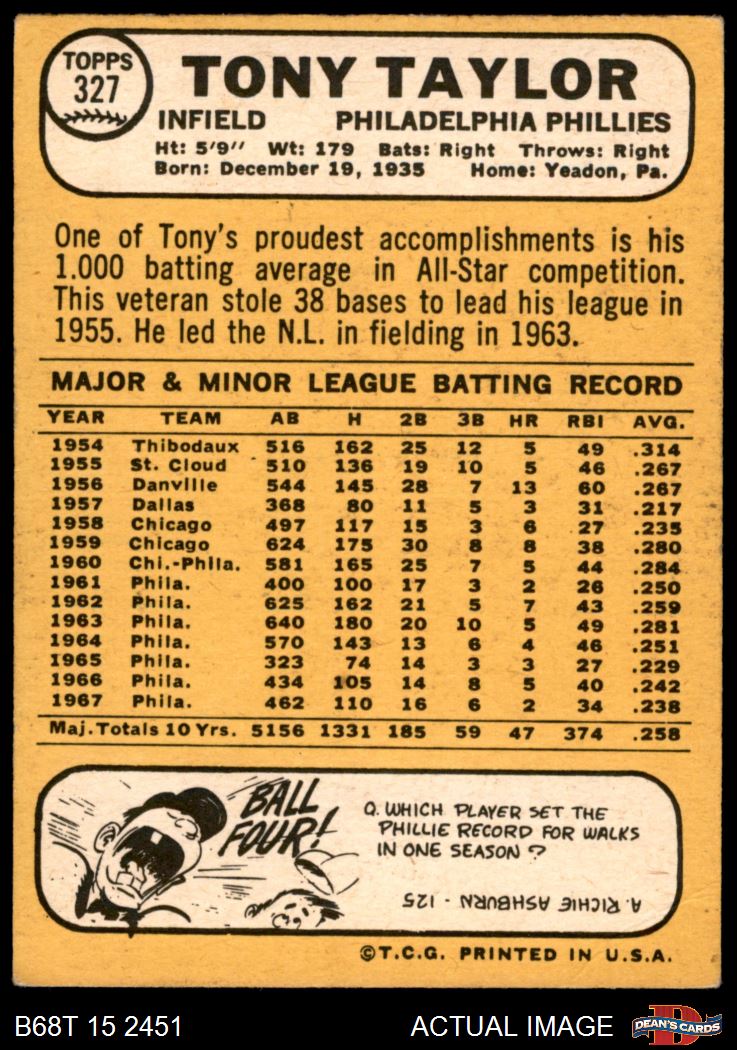 TOPPS
327
TONY TAYLOR
INFIELD PHILADELPHIA PHILLIES
Ht: 5'9" Wt: 179 Bats: Right Throws: Right
Born: December 19, 1935 Home: Yeadon, Pa.
One of Tony's proudest accomplishments is his
1.000 batting average in All-Star competition.
This veteran stole 38 bases to lead his league in
1955. He led the N.L. in fielding in 1963.
MAJOR & MINOR LEAGUE BATTING RECORD
YEAR TEAM AB H 2B 3B HR RBI AVG.
1954 Thibodaux 516 162 25 12 5 49 .314
1955 St. Cloud 510 136 19 10 5 46 .267
1956 Danville 544 145 28 7 13 60 .267
1957 Dallas 368 80 11 5 3 31 .217
1958 Chicago 497 117 15 3 6 27 .235
1959 Chicago 624 175 30 8 8 38 .280
1960 Chi.-Phila. 581 165 25 7 5 44 .284
1961 Phila. 400 100 17 3 2 26 .250
1962 Phila. 625 162 21 5 7 43 .259
1963 Phila. 640 180 20 10 5 49 .281
1964 Phila. 570 143 13 6 4 46 .251
1965 Phila. 323 74 14 3 3 27 .229
1966 Phila. 434 105 14 8 5 40 .242
1967 Phila. 462 110 16 6 2 34 .238
Maj. Totals 10 Yrs. 5156 1331 185 59 47 374 .258
BALL
FOUR!
Q. WHICH PLAYER SET THE
PHILLIE RECORD FOR WALKS
IN ONE SEASON?
A. RICHIE
ASHBURN - 125
©T.C.G. PRINTED IN U.S.A.
B68T 15 2451 ACTUAL IMAGE DEAN'S CARDS